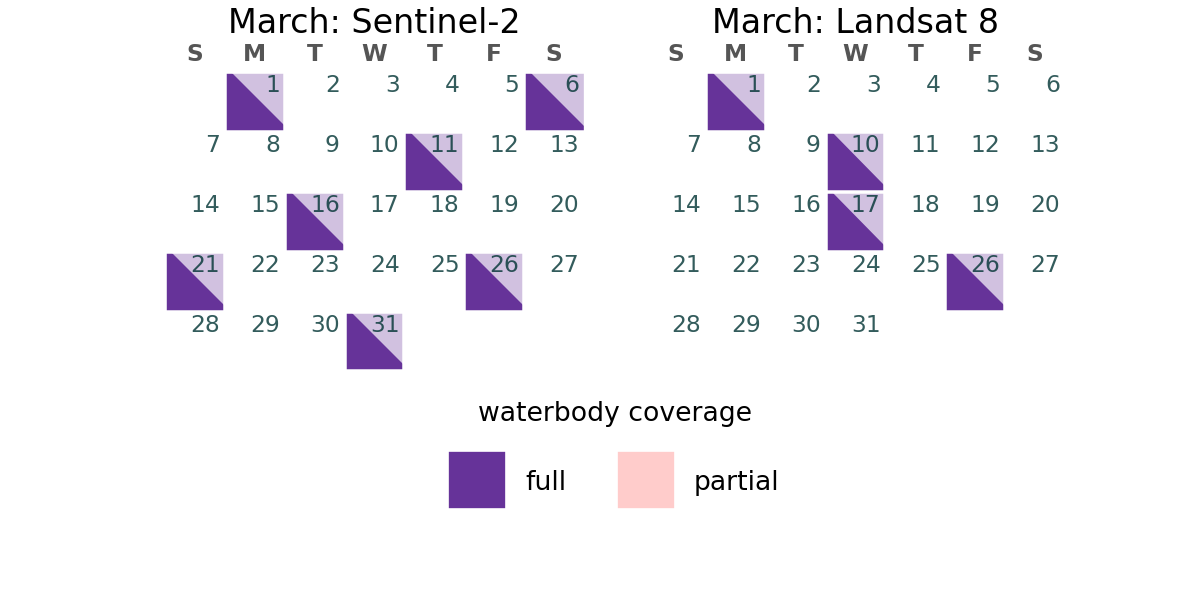 March: Sentinel-2
S M T W T F S
1 2 3 4 5 6
7 8 9 10 11 12 13
14 15 16 17 18 19 20
21 22 23 24 25 26 27
28 29 30 31
March: Landsat 8
S M T W T F S
1 2 3 4 5 6
7 8 9 10 11 12 13
14 15 16 17 18 19 20
21 22 23 24 25 26 27
28 29 30 31
waterbody coverage
full partial